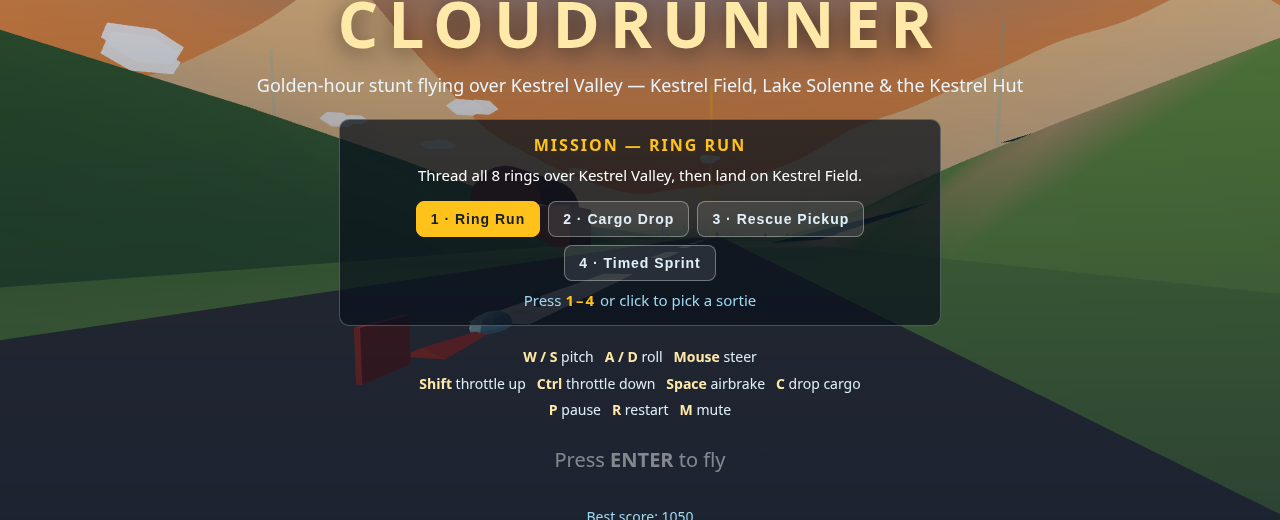 CLOUDRUNNER
Golden-hour stunt flying over Kestrel Valley — Kestrel Field, Lake Solenne & the Kestrel Hut
MISSION — RING RUN
Thread all 8 rings over Kestrel Valley, then land on Kestrel Field.
1 · Ring Run 2 · Cargo Drop 3 · Rescue Pickup
4 · Timed Sprint
Press 1–4 or click to pick a sortie
W / S pitch A / D roll Mouse steer
Shift throttle up Ctrl throttle down Space airbrake C drop cargo
P pause R restart M mute
Press ENTER to fly
Best score: 1050